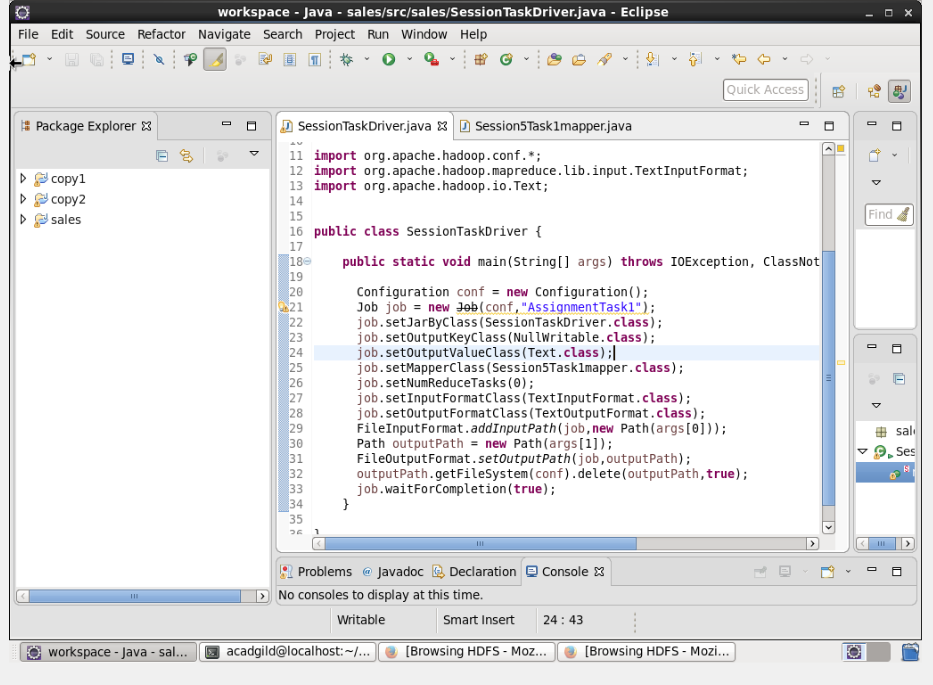 workspace - Java - sales/src/sales/SessionTaskDriver.java - Eclipse
File Edit Source Refactor Navigate Search Project Run Window Help
Quick Access
Package Explorer
SessionTaskDriver.java
Session5Task1mapper.java
copy1
copy2
sales
11 import org.apache.hadoop.conf.*;
12 import org.apache.hadoop.mapreduce.lib.input.TextInputFormat;
13 import org.apache.hadoop.io.Text;
14
15
16 public class SessionTaskDriver {
17
18 public static void main(String[] args) throws IOException, ClassNot
19
20 Configuration conf = new Configuration();
21 Job job = new Job(conf,"AssignmentTask1");
22 job.setJarByClass(SessionTaskDriver.class);
23 job.setOutputKeyClass(NullWritable.class);
24 job.setOutputValueClass(Text.class);
25 job.setMapperClass(Session5Task1mapper.class);
26 job.setNumReduceTasks(0);
27 job.setInputFormatClass(TextInputFormat.class);
28 job.setOutputFormatClass(TextOutputFormat.class);
29 FileInputFormat.addInputPath(job,new Path(args[0]));
30 Path outputPath = new Path(args[1]);
31 FileOutputFormat.setOutputPath(job,outputPath);
32 outputPath.getFileSystem(conf).delete(outputPath,true);
33 job.waitForCompletion(true);
34 }
35
36 }
Find
sal
Ses
Problems @ Javadoc Declaration Console
No consoles to display at this time.
Writable Smart Insert 24 : 43
workspace - Java - sal... acadgild@localhost:~/... [Browsing HDFS - Moz... [Browsing HDFS - Mozi...